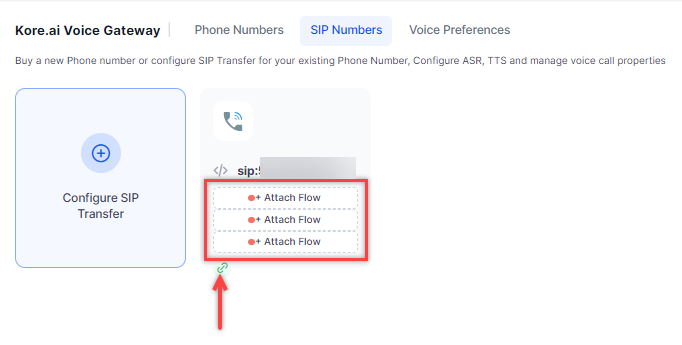 Kore.ai Voice Gateway Phone Numbers SIP Numbers Voice Preferences
Buy a new Phone number or configure SIP Transfer for your existing Phone Number, Configure ASR, TTS and manage voice call properties
Configure SIP
Transfer
sip:
Attach Flow
Attach Flow
Attach Flow